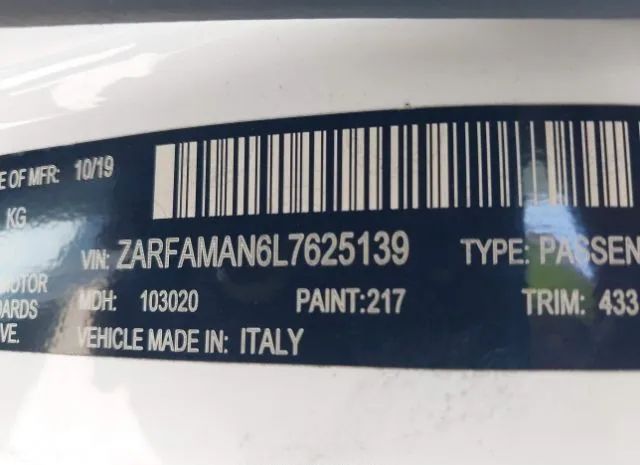 E OF MFR: 10/19
KG
VIN: ZARFAMAN6L7625139 TYPE: PASSEN
MOTOR MDH: 103020 PAINT:217 TRIM: 433
DARDS
VE. VEHICLE MADE IN: ITALY